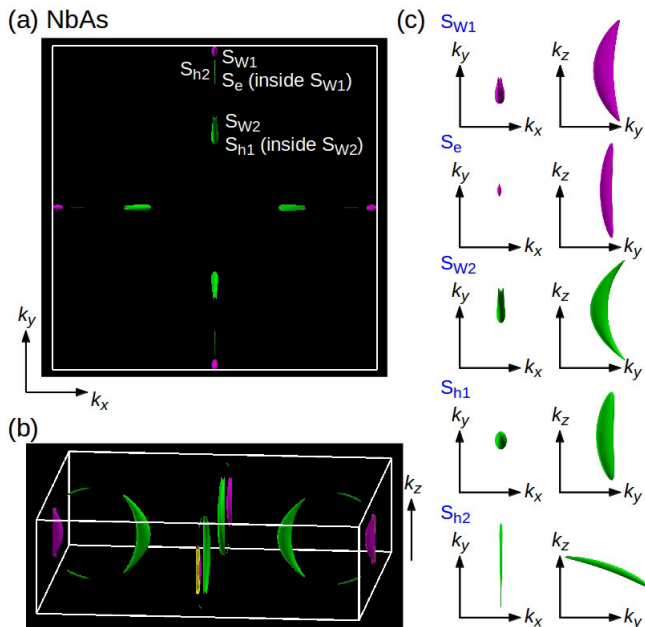 (a) NbAs
S_W1
S_h2
S_e (inside S_W1)
S_W2
S_h1 (inside S_W2)
k_y
k_x
(b)
k_z
(c)
S_W1
k_y
k_z
k_x
k_y
S_e
k_y
k_z
k_x
k_y
S_W2
k_y
k_z
k_x
k_y
S_h1
k_y
k_z
k_x
k_y
S_h2
k_y
k_z
k_x
k_y